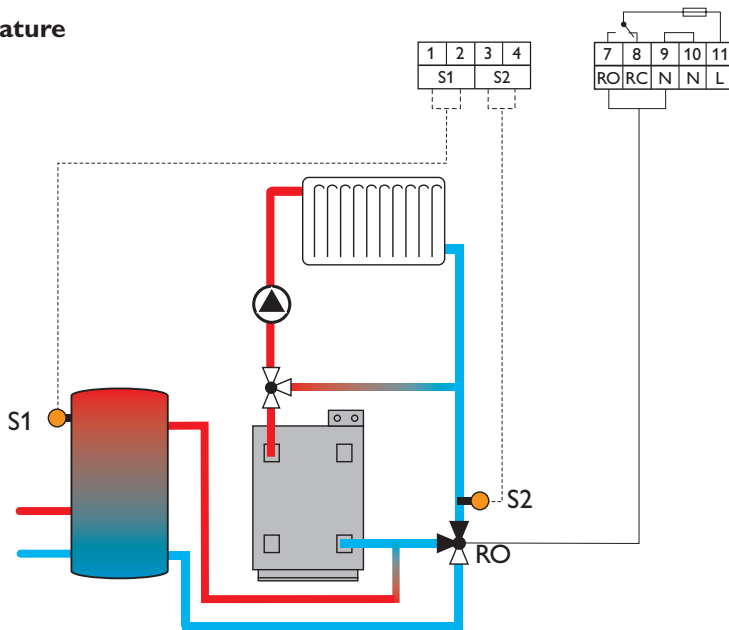 ature
1 2 3 4
S1 S2
7 8 9 10 11
RO RC N N L
S1
S2
RO